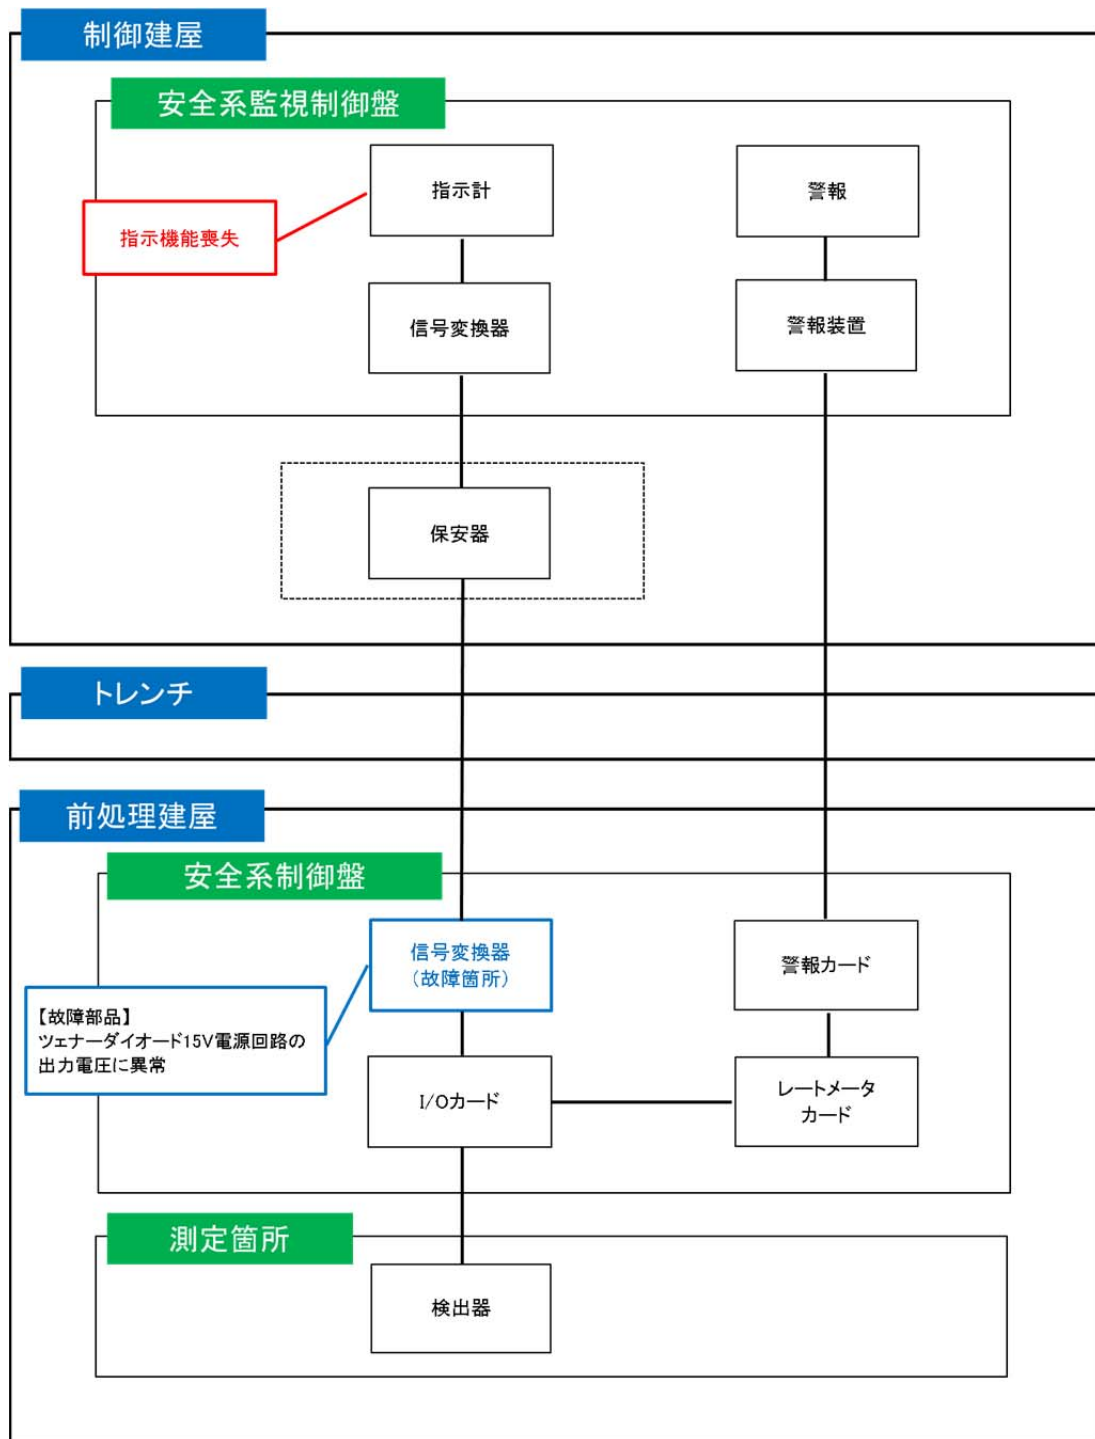 制御建屋
安全系監視制御盤
指示計
警報
指示機能喪失
信号変換器
警報装置
保安器
トレンチ
前処理建屋
安全系制御盤
信号変換器
（故障箇所）
警報カード
【故障部品】
ツェナーダイオード15V電源回路の
出力電圧に異常
I/Oカード
レートメータ
カード
測定箇所
検出器